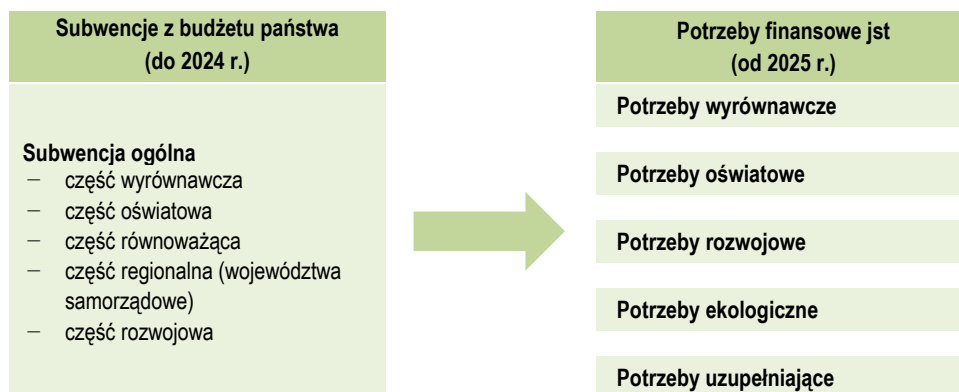 Subwencje z budżetu państwa
(do 2024 r.)
Subwencja ogólna
– część wyrównawcza
– część oświatowa
– część równoważąca
– część regionalna (województwa
samorządowe)
– część rozwojowa
Potrzeby finansowe jst
(od 2025 r.)
Potrzeby wyrównawcze
Potrzeby oświatowe
Potrzeby rozwojowe
Potrzeby ekologiczne
Potrzeby uzupełniające